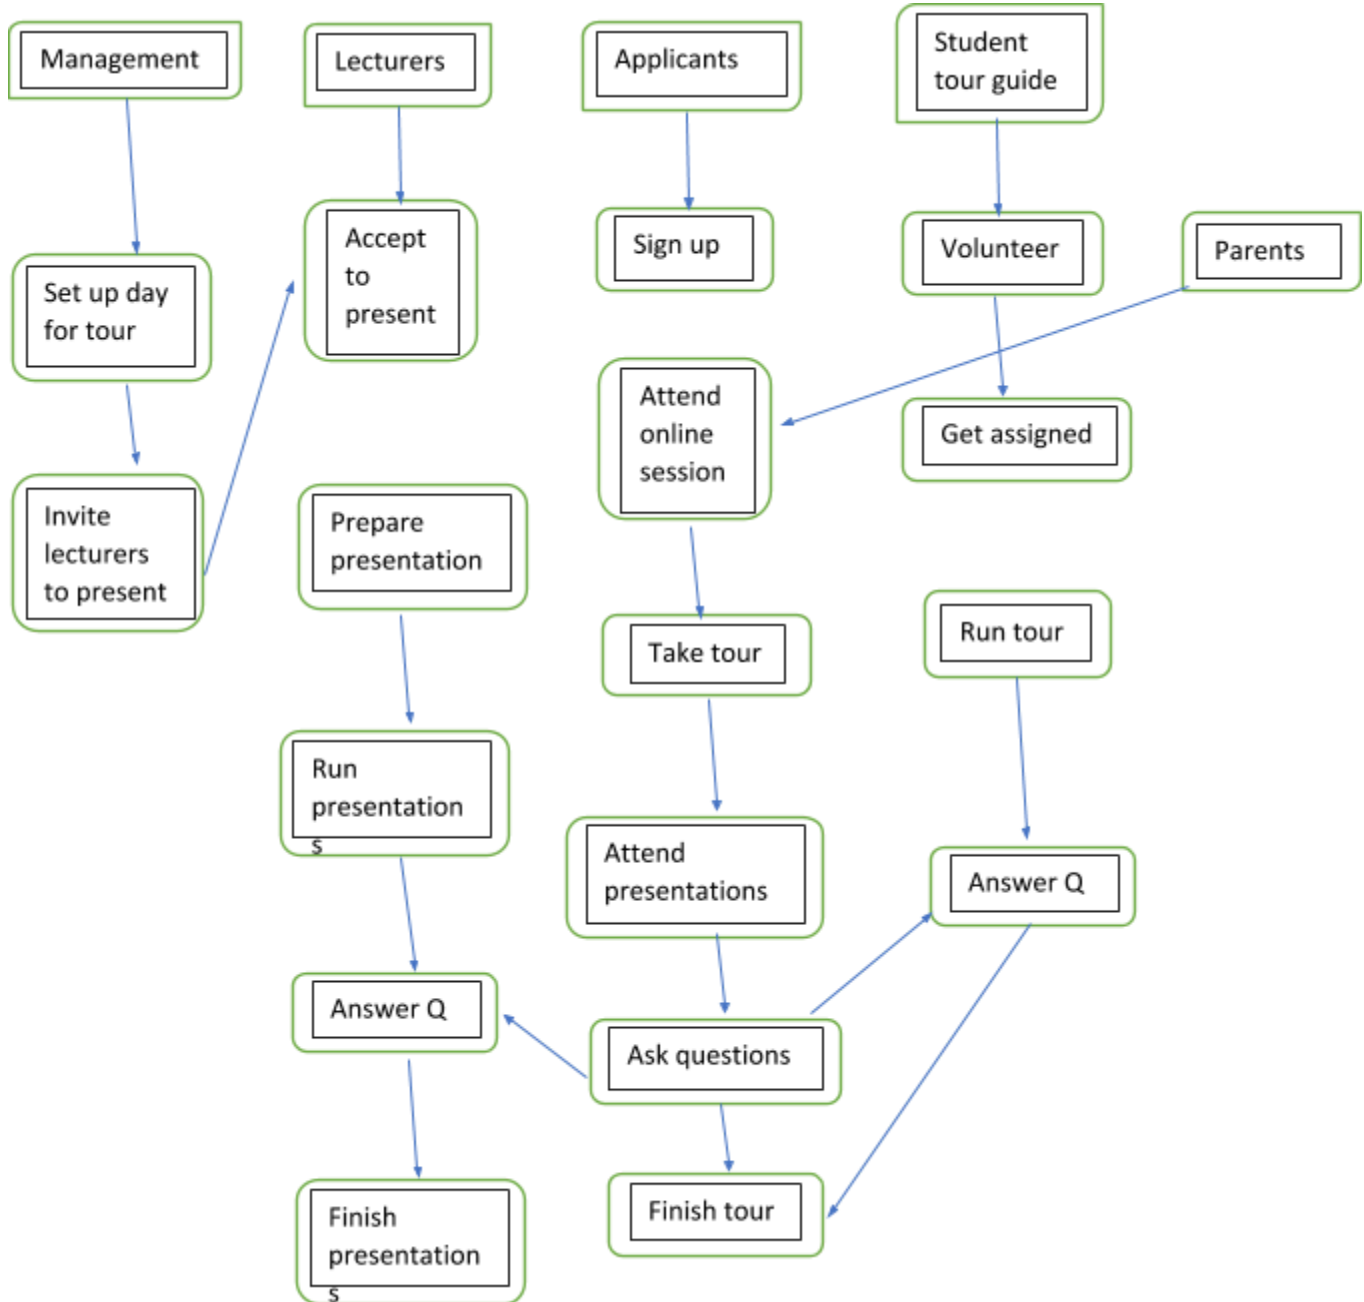 Management
Lecturers
Applicants
Student
tour guide
Accept
to
present
Sign up
Volunteer
Parents
Set up day
for tour
Attend
online
session
Get assigned
Invite
lecturers
to present
Prepare
presentation
Take tour
Run tour
Run
presentation
s
Attend
presentations
Answer Q
Answer Q
Ask questions
Finish
presentation
s
Finish tour